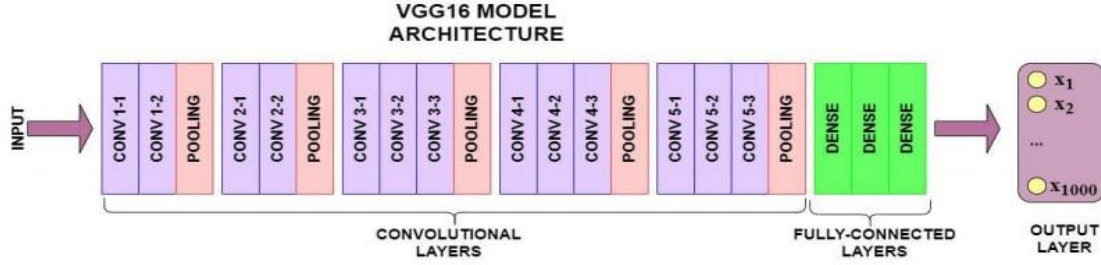 VGG16 MODEL
ARCHITECTURE
INPUT
CONV 1-1
CONV 1-2
POOLING
CONV 2-1
CONV 2-2
POOLING
CONV 3-1
CONV 3-2
CONV 3-3
POOLING
CONV 4-1
CONV 4-2
CONV 4-3
POOLING
CONV 5-1
CONV 5-2
CONV 5-3
POOLING
DENSE
DENSE
DENSE
x1
x2
...
x1000
CONVOLUTIONAL
LAYERS
FULLY-CONNECTED
LAYERS
OUTPUT
LAYER